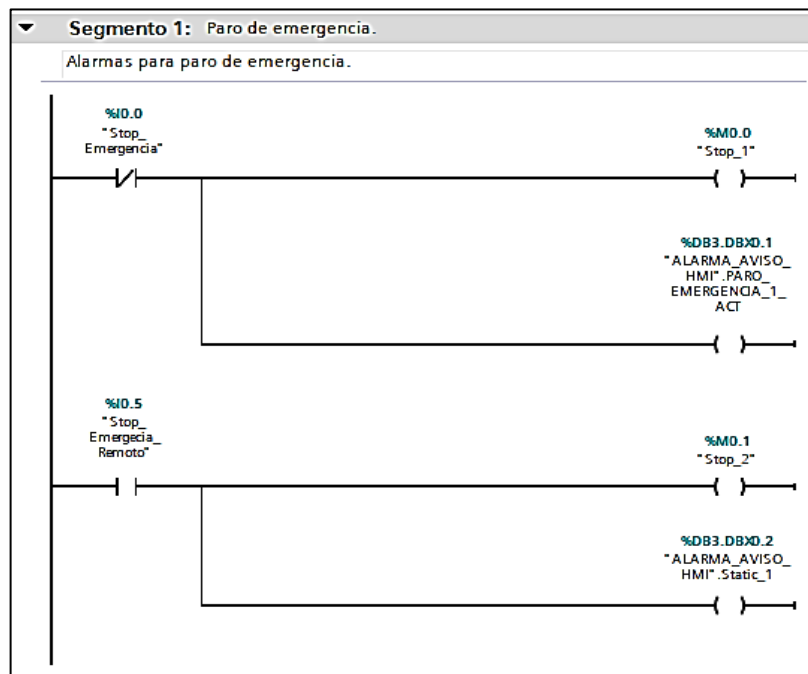 Segmento 1: Paro de emergencia.
Alarmas para paro de emergencia.
%I0.0
"Stop_
Emergencia"
%M0.0
"Stop_1"
%DB3.DBX0.1
"ALARMA_AVISO_
HMI".PARO_
EMERGENCIA_1_
ACT
%I0.5
"Stop_
Emergecia_
Remoto"
%M0.1
"Stop_2"
%DB3.DBX0.2
"ALARMA_AVISO_
HMI".Static_1